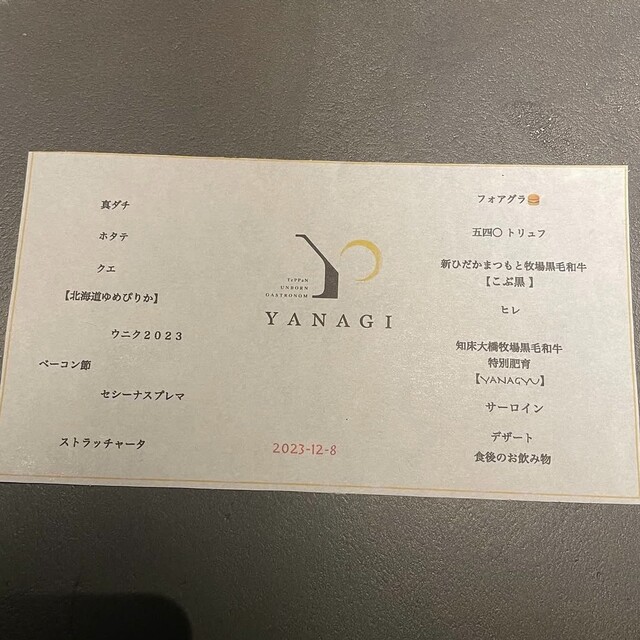 真ダチ
ホタテ
クエ
【北海道ゆめぴりか】
ウニク2023
ベーコン節
セシーナスプレマ
ストラッチャータ
TePPaN
UNBORN
GASTRONOM
YANAGI
2023-12-8
フォアグラ🍔
五四〇 トリュフ
新ひだかまつもと牧場黒毛和牛
【こぶ黒 】
ヒレ
知床大橋牧場黒毛和牛
特別肥育
【YANAGYU】
サーロイン
デザート
食後のお飲み物